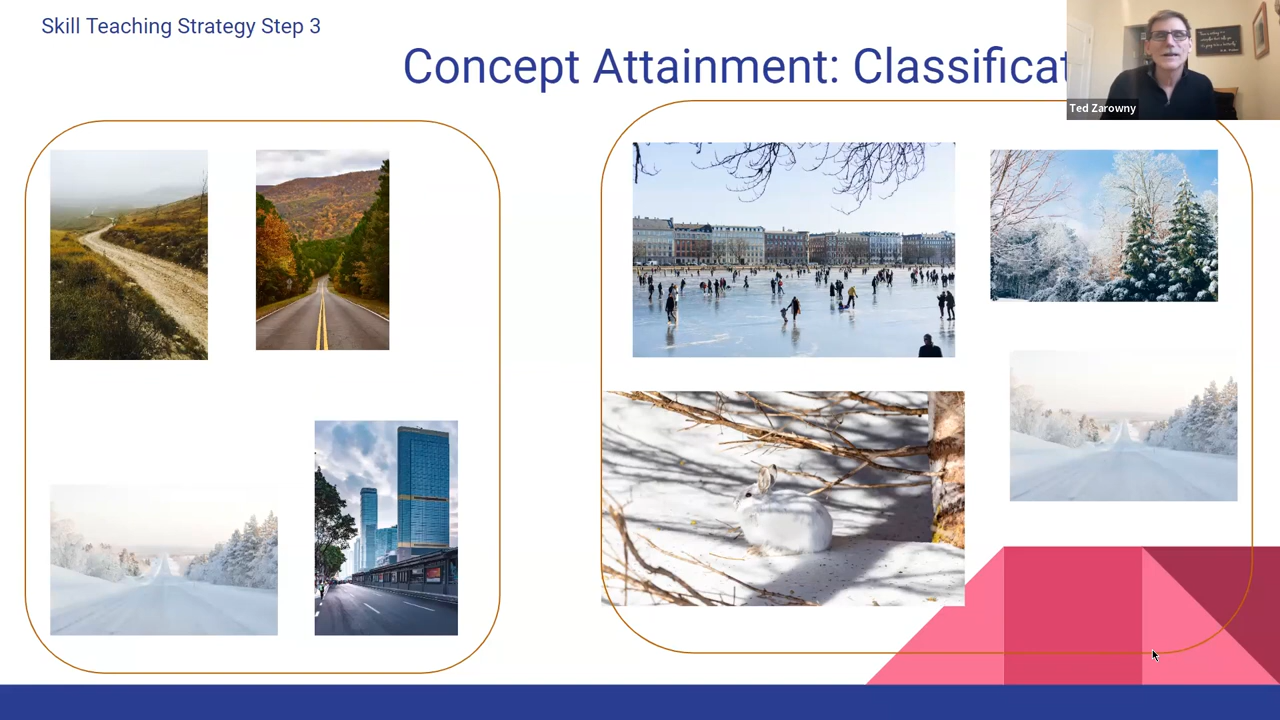 Skill Teaching Strategy Step 3
Concept Attainment: Classificat
Ted Zarowny